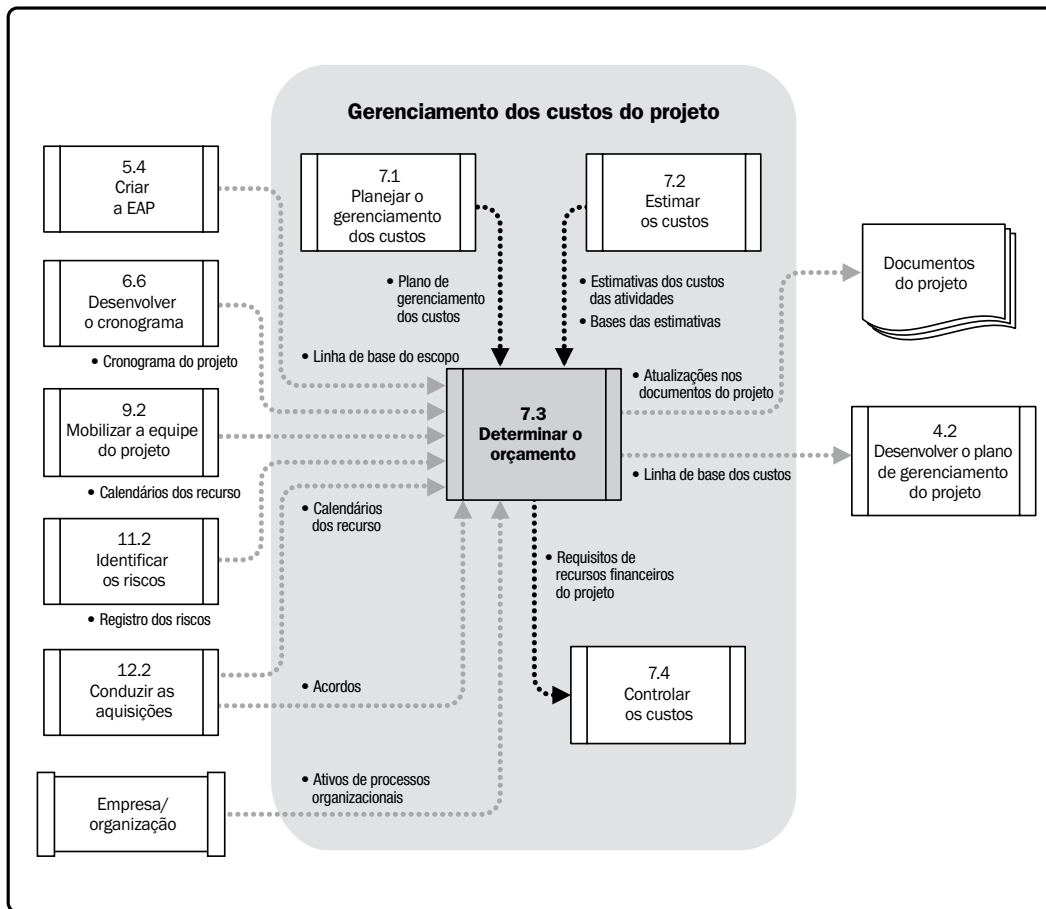 Gerenciamento dos custos do projeto
5.4
Criar
a EAP
7.1
Planejar o
gerenciamento
dos custos
7.2
Estimar
os custos
Documentos
do projeto
6.6
Desenvolver
o cronograma
• Cronograma do projeto
• Plano de
gerenciamento
dos custos
• Estimativas dos custos
das atividades
• Bases das estimativas
• Linha de base do escopo
• Atualizações nos
documentos do projeto
9.2
Mobilizar a equipe
do projeto
• Calendários dos recurso
7.3
Determinar o
orçamento
4.2
Desenvolver o plano
de gerenciamento
do projeto
• Linha de base dos custos
• Calendários
dos recurso
11.2
Identificar
os riscos
• Registro dos riscos
• Requisitos de
recursos financeiros
do projeto
12.2
Conduzir as
aquisições
• Acordos
7.4
Controlar
os custos
• Ativos de processos
organizacionais
Empresa/
organização